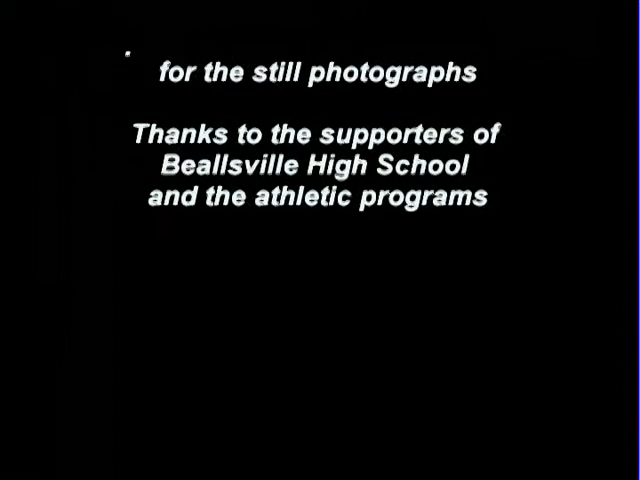 for the still photographs
Thanks to the supporters of
Beallsville High School
and the athletic programs